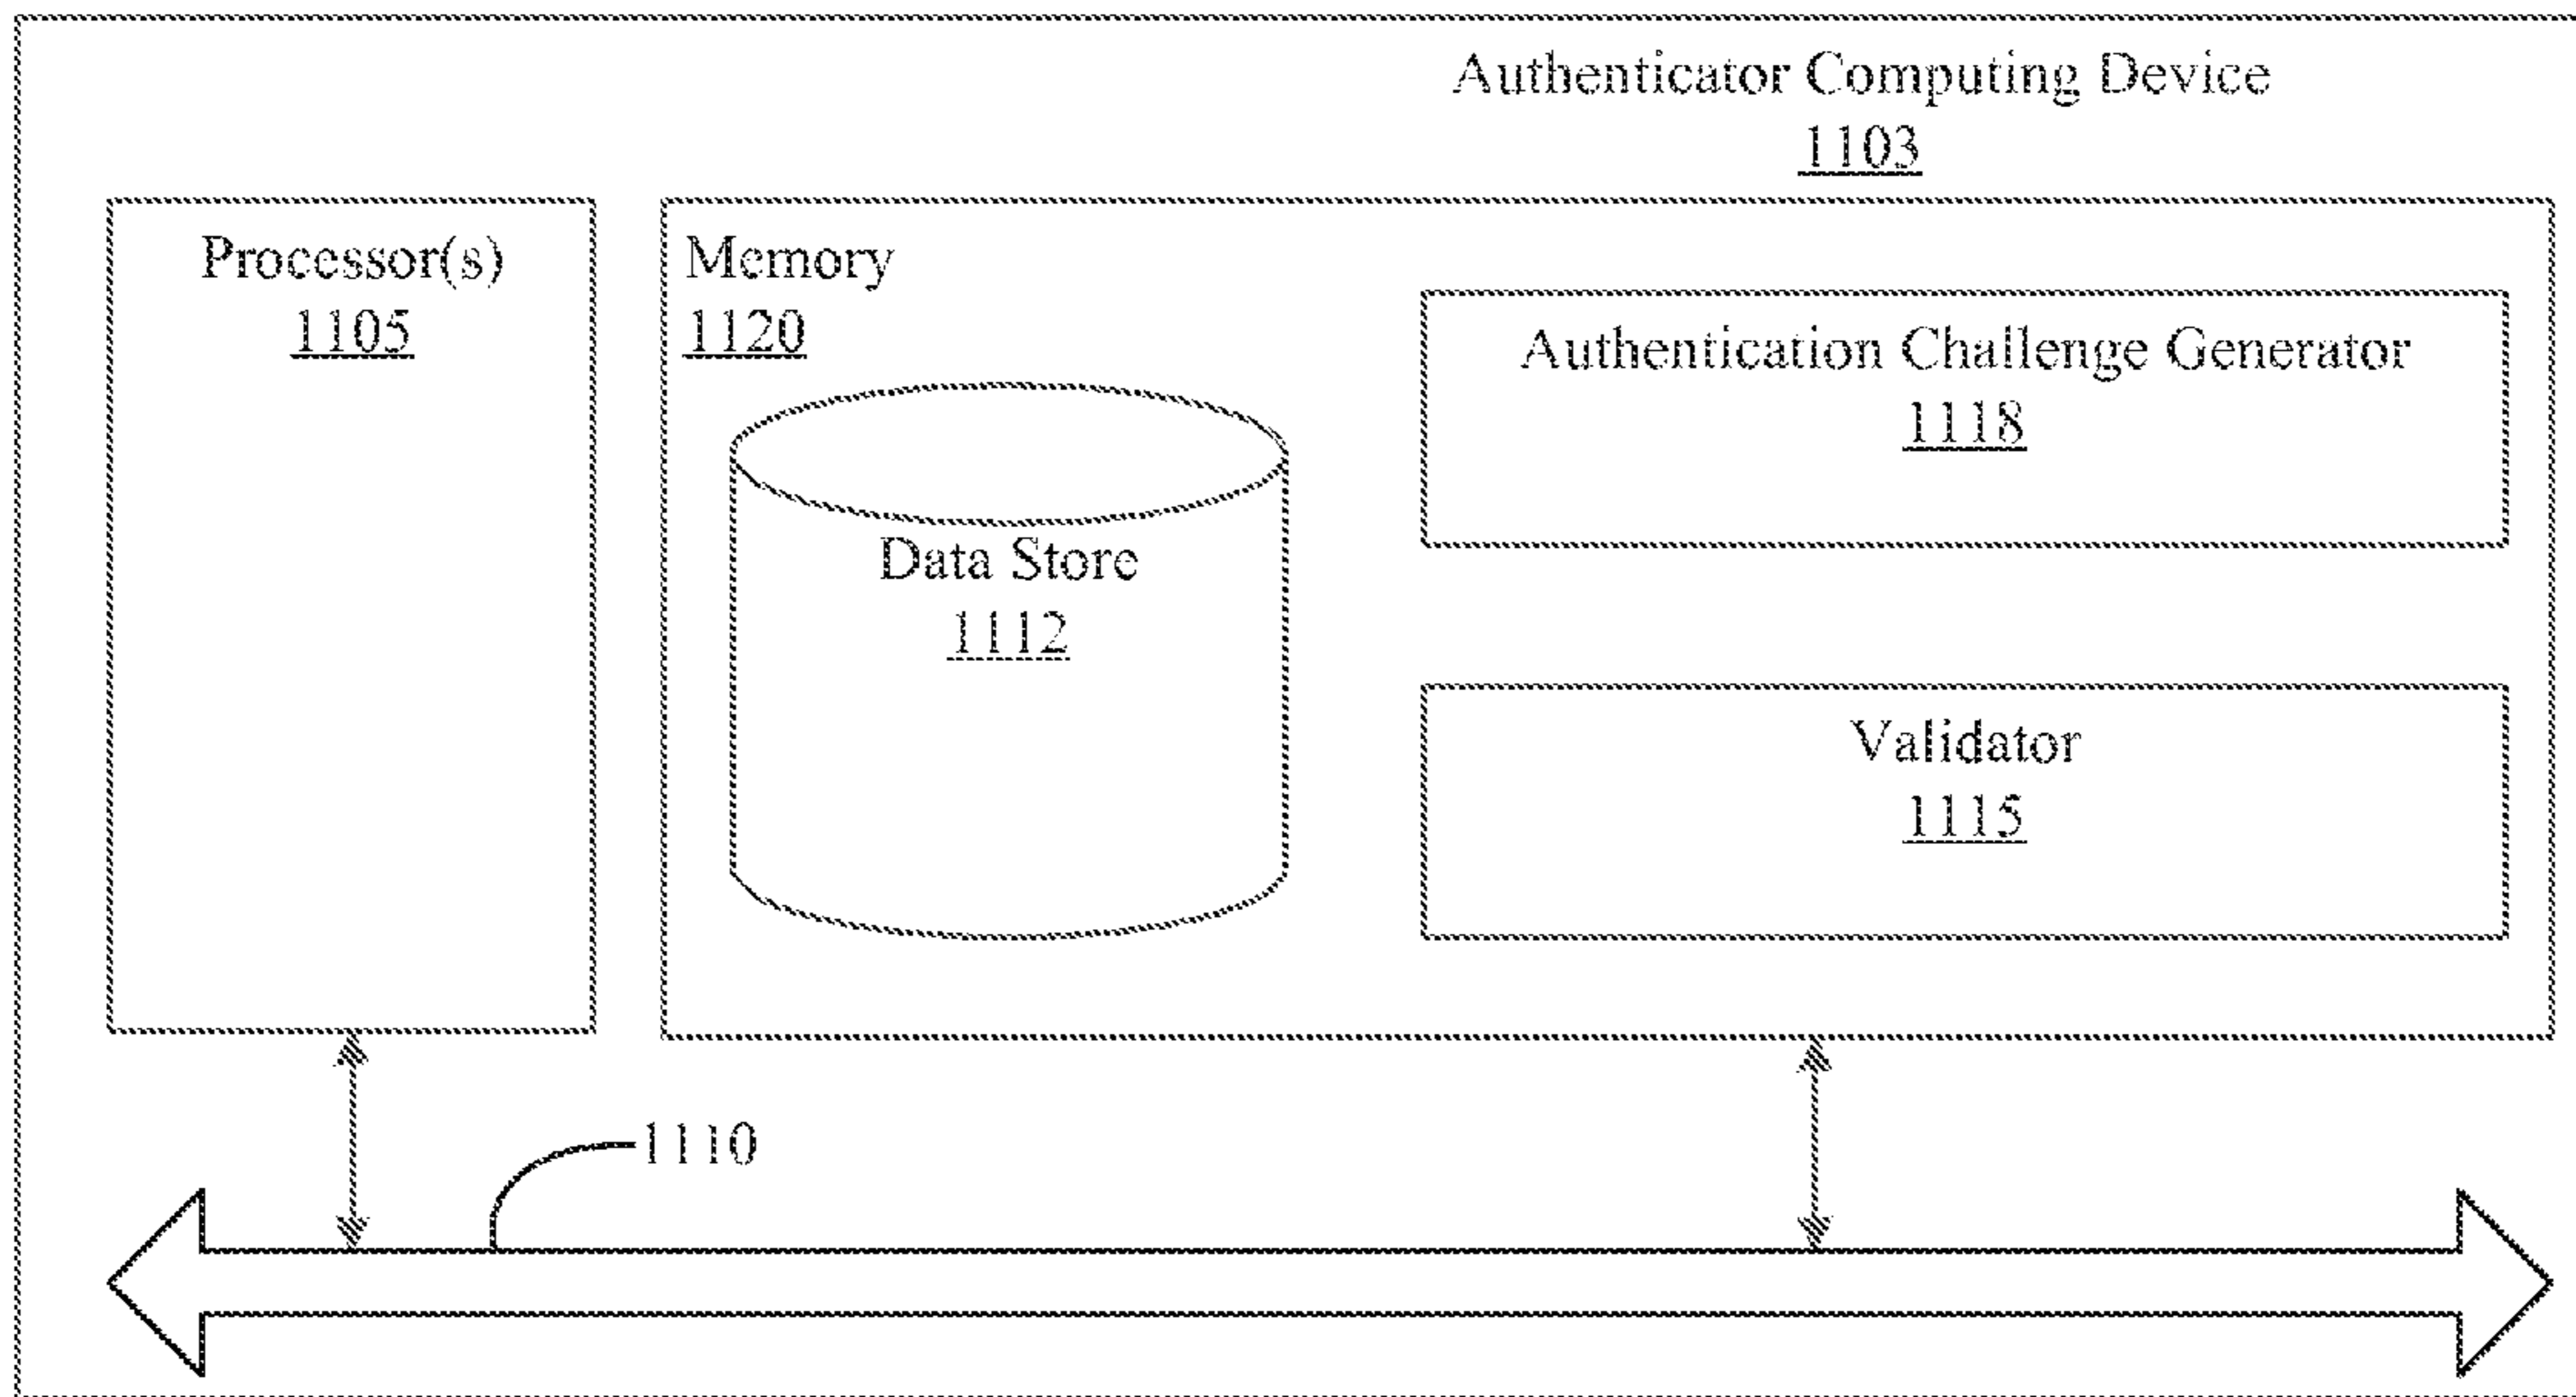 Authenticator Computing Device
1103
Processor(s)
1105
Memory
1120
Authentication Challenge Generator
1118
Data Store
1112
Validator
1115
1110